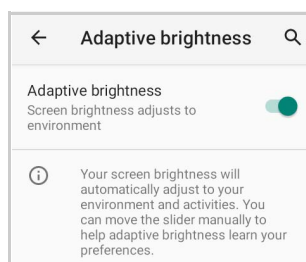 Adaptive brightness
Adaptive brightness
Screen brightness adjusts to
environment
Your screen brightness will
automatically adjust to your
environment and activities. You
can move the slider manually to
help adaptive brightness learn your
preferences.